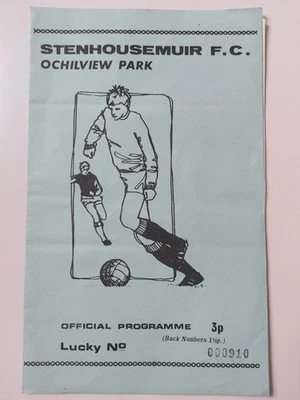 STENHOUSEMUIR F.C.
OCHILVIEW PARK
OFFICIAL PROGRAMME 3p
(Back Numbers 1½p.)
Lucky Nº 000910